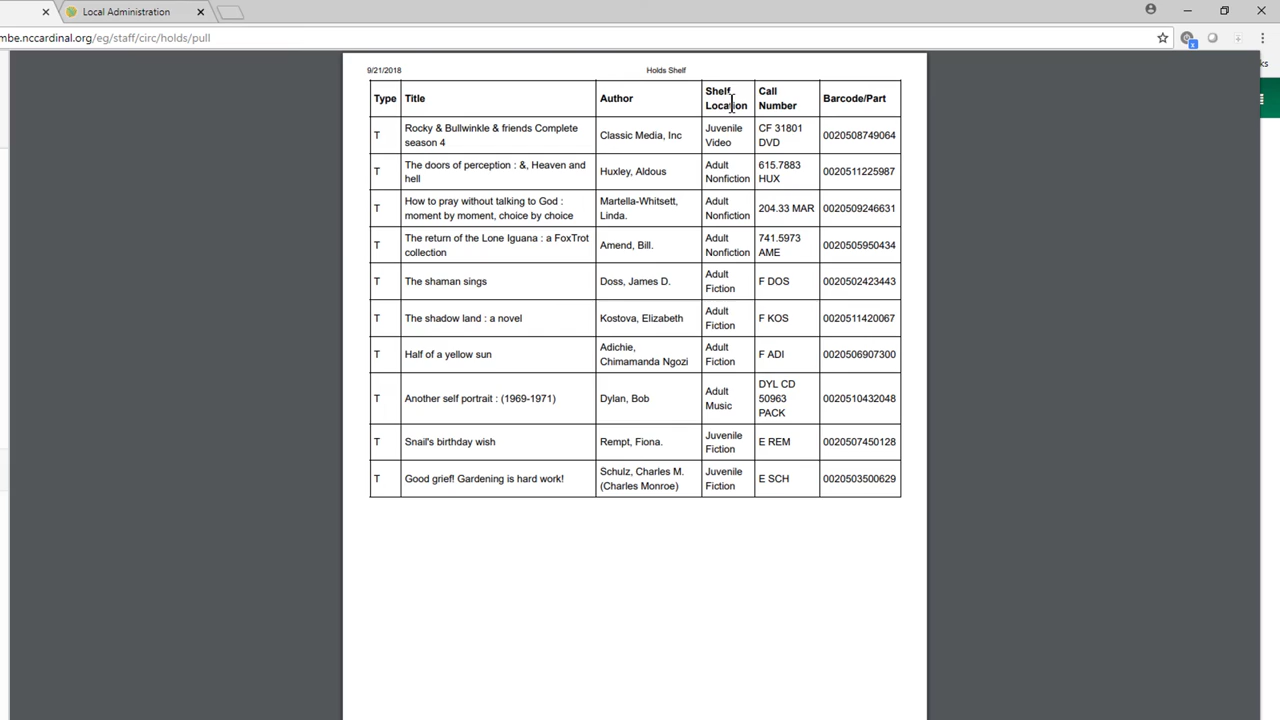 Local Administration
mbe.nccardinal.org/eg/staff/circ/holds/pull
9/21/2018 Holds Shelf
Type Title Author Shelf Location Call Number Barcode/Part
T Rocky & Bullwinkle & friends Complete season 4 Classic Media, Inc Juvenile Video CF 31801 DVD 0020508749064
T The doors of perception : &, Heaven and hell Huxley, Aldous Adult Nonfiction 615.7883 HUX 0020511225987
T How to pray without talking to God : moment by moment, choice by choice Martella-Whitsett, Linda. Adult Nonfiction 204.33 MAR 0020509246631
T The return of the Lone Iguana : a FoxTrot collection Amend, Bill. Adult Nonfiction 741.5973 AME 0020505950434
T The shaman sings Doss, James D. Adult Fiction F DOS 0020502423443
T The shadow land : a novel Kostova, Elizabeth Adult Fiction F KOS 0020511420067
T Half of a yellow sun Adichie, Chimamanda Ngozi Adult Fiction F ADI 0020506907300
T Another self portrait : (1969-1971) Dylan, Bob Adult Music DYL CD 50963 PACK 0020510432048
T Snail's birthday wish Rempt, Fiona. Juvenile Fiction E REM 0020507450128
T Good grief! Gardening is hard work! Schulz, Charles M. (Charles Monroe) Juvenile Fiction E SCH 0020503500629